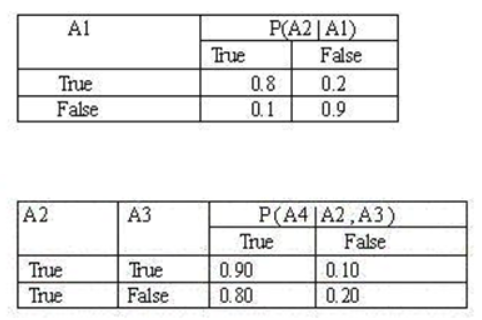 A1 P(A2 | A1)
True False
True 0.8 0.2
False 0.1 0.9
A2 A3 P(A4 | A2 , A3 )
True False
True True 0.90 0.10
True False 0.80 0.20